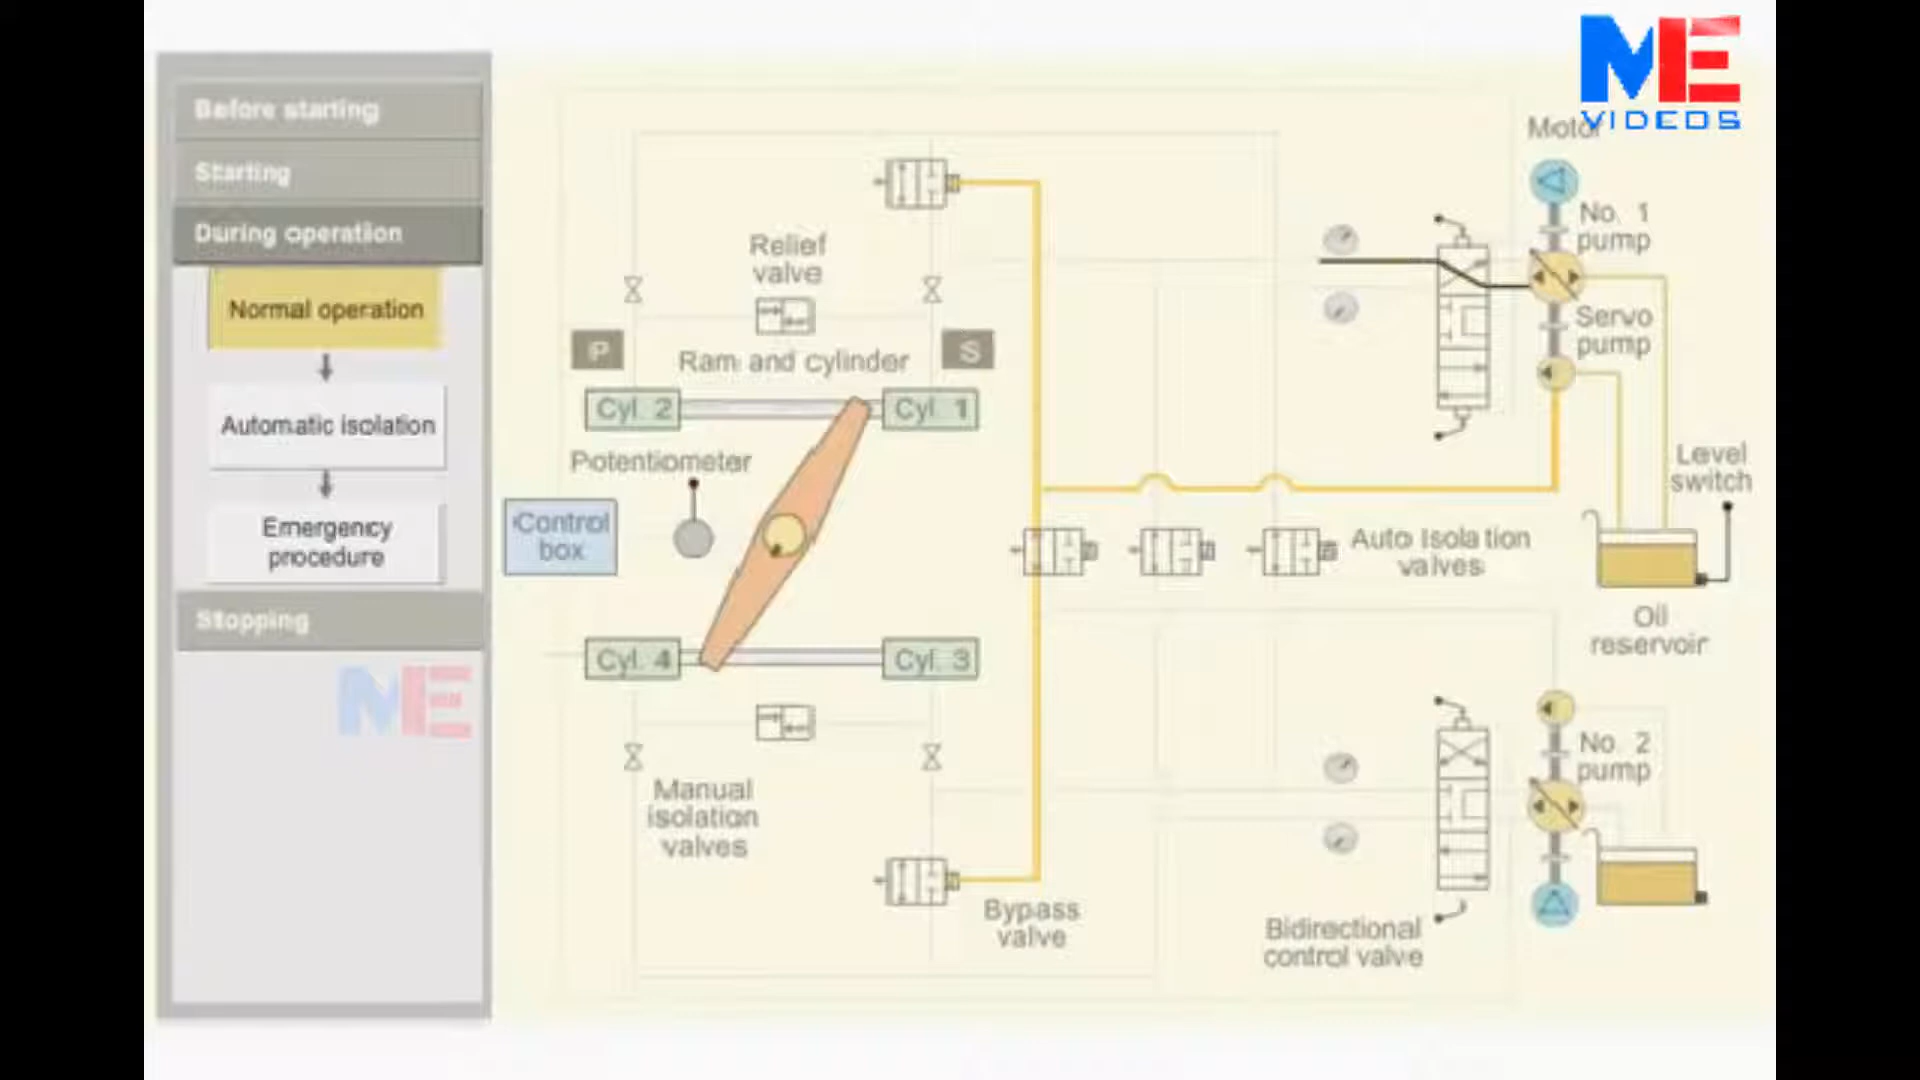 ME
VIDEOS
Before starting
Starting
During operation
Normal operation
Automatic isolation
Emergency
procedure
Stopping
ME
Motor
No. 1
pump
Servo
pump
Relief
valve
P
S
Ram and cylinder
Cyl. 2
Cyl. 1
Potentiometer
Control
box
Level
switch
Auto Isolation
valves
Oil
reservoir
Cyl. 4
Cyl. 3
No. 2
pump
Manual
isolation
valves
Bypass
valve
Bidirectional
control valve